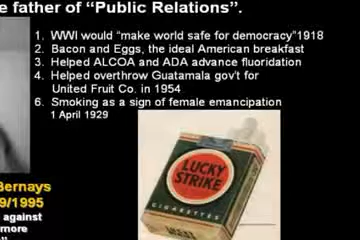 e father of “Public Relations”.
1. WWI would “make world safe for democracy”1918
2. Bacon and Eggs, the ideal American breakfast
3. Helped ALCOA and ADA advance fluoridation
4. Helped overthrow Guatamala gov't for
United Fruit Co. in 1954
6. Smoking as a sign of female emancipation
1 April 1929
LUCKY
STRIKE
CIGARETTES
Bernays
9/1995
against
more